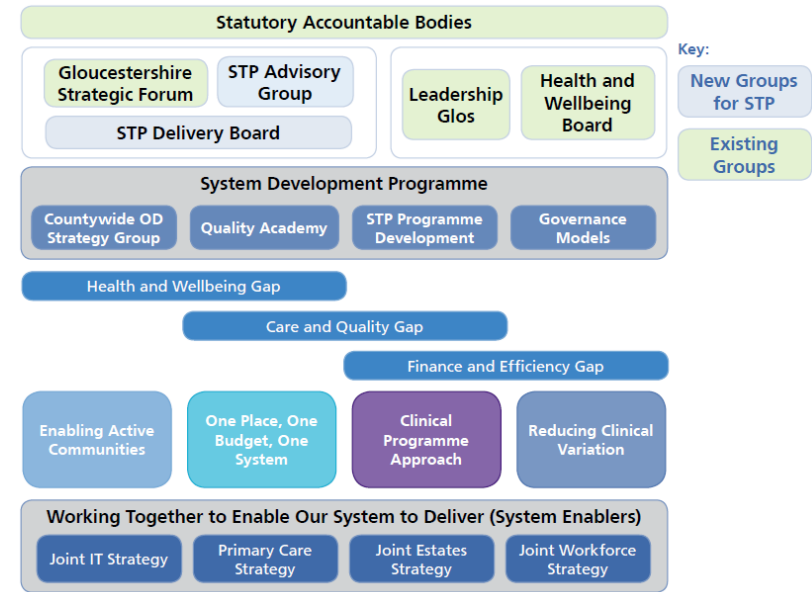 Statutory Accountable Bodies
Gloucestershire
Strategic Forum
STP Advisory
Group
STP Delivery Board
Leadership
Glos
Health and
Wellbeing
Board
Key:
New Groups
for STP
Existing
Groups
System Development Programme
Countywide OD
Strategy Group
Quality Academy
STP Programme
Development
Governance
Models
Health and Wellbeing Gap
Care and Quality Gap
Finance and Efficiency Gap
Enabling Active
Communities
One Place, One
Budget, One
System
Clinical
Programme
Approach
Reducing Clinical
Variation
Working Together to Enable Our System to Deliver (System Enablers)
Joint IT Strategy
Primary Care
Strategy
Joint Estates
Strategy
Joint Workforce
Strategy